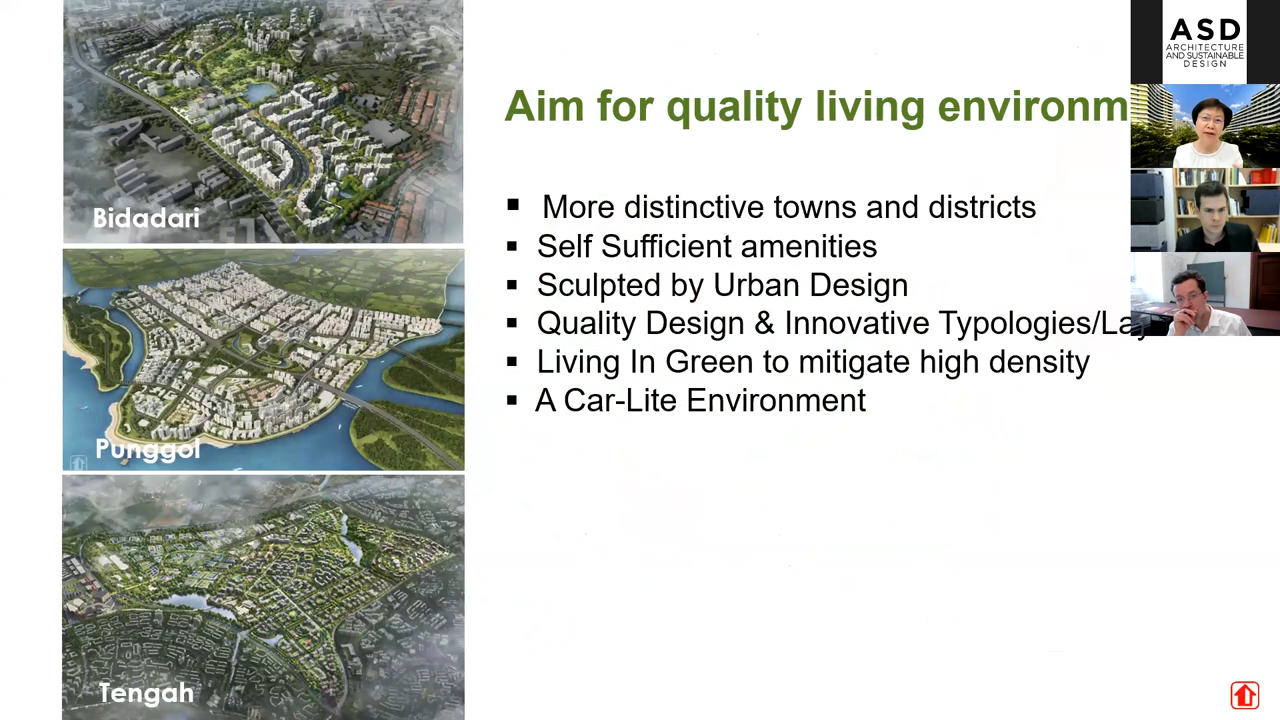 ASD
ARCHITECTURE
AND SUSTAINABLE
DESIGN
Aim for quality living environm
▪ More distinctive towns and districts
▪ Self Sufficient amenities
▪ Sculpted by Urban Design
▪ Quality Design & Innovative Typologies/La
▪ Living In Green to mitigate high density
▪ A Car-Lite Environment
Bidadari
Punggol
Tengah